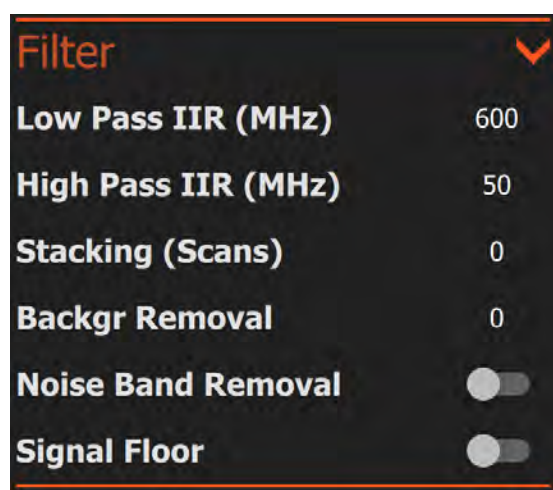 Filter
Low Pass IIR (MHz) 600
High Pass IIR (MHz) 50
Stacking (Scans) 0
Backgr Removal 0
Noise Band Removal
Signal Floor